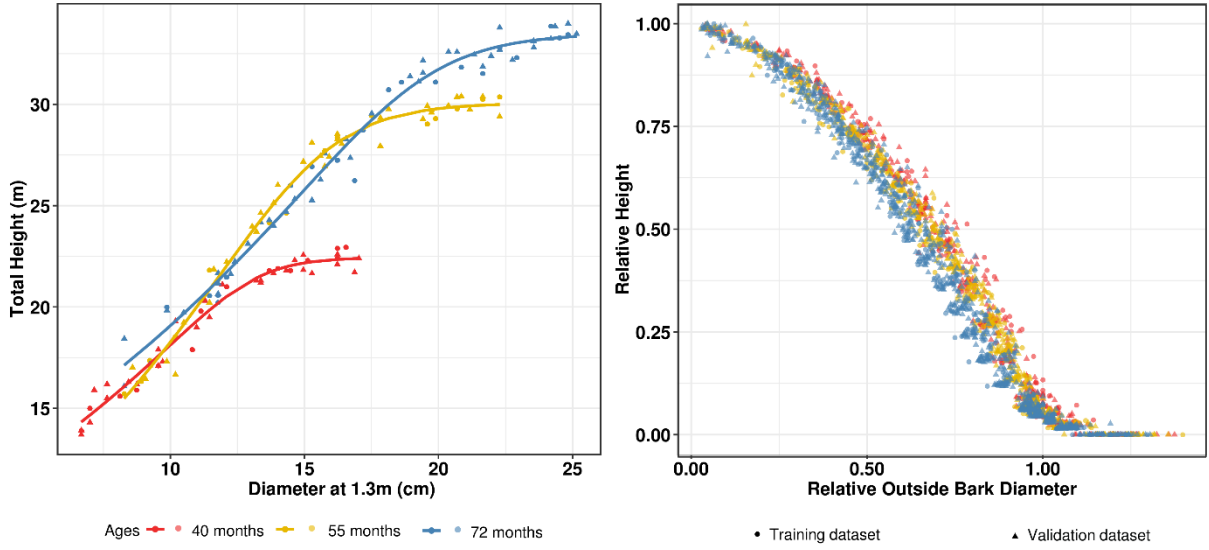 Total Height (m)
30
25
20
15
10
15
20
25
Diameter at 1.3m (cm)
Relative Height
1.00
0.75
0.50
0.25
0.00
0.00
0.50
1.00
Relative Outside Bark Diameter
Ages 40 months 55 months 72 months
Training dataset Validation dataset